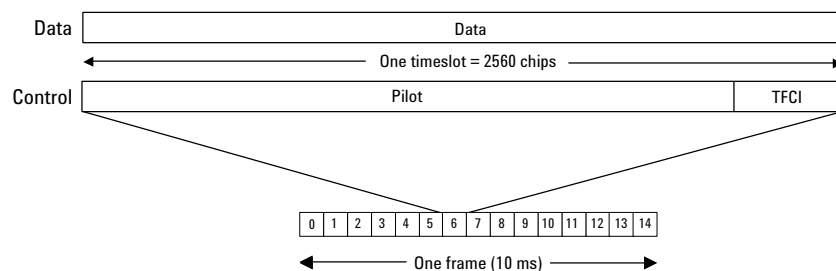 Data Data
One timeslot = 2560 chips
Control Pilot TFCI
0 1 2 3 4 5 6 7 8 9 10 11 12 13 14
One frame (10 ms)